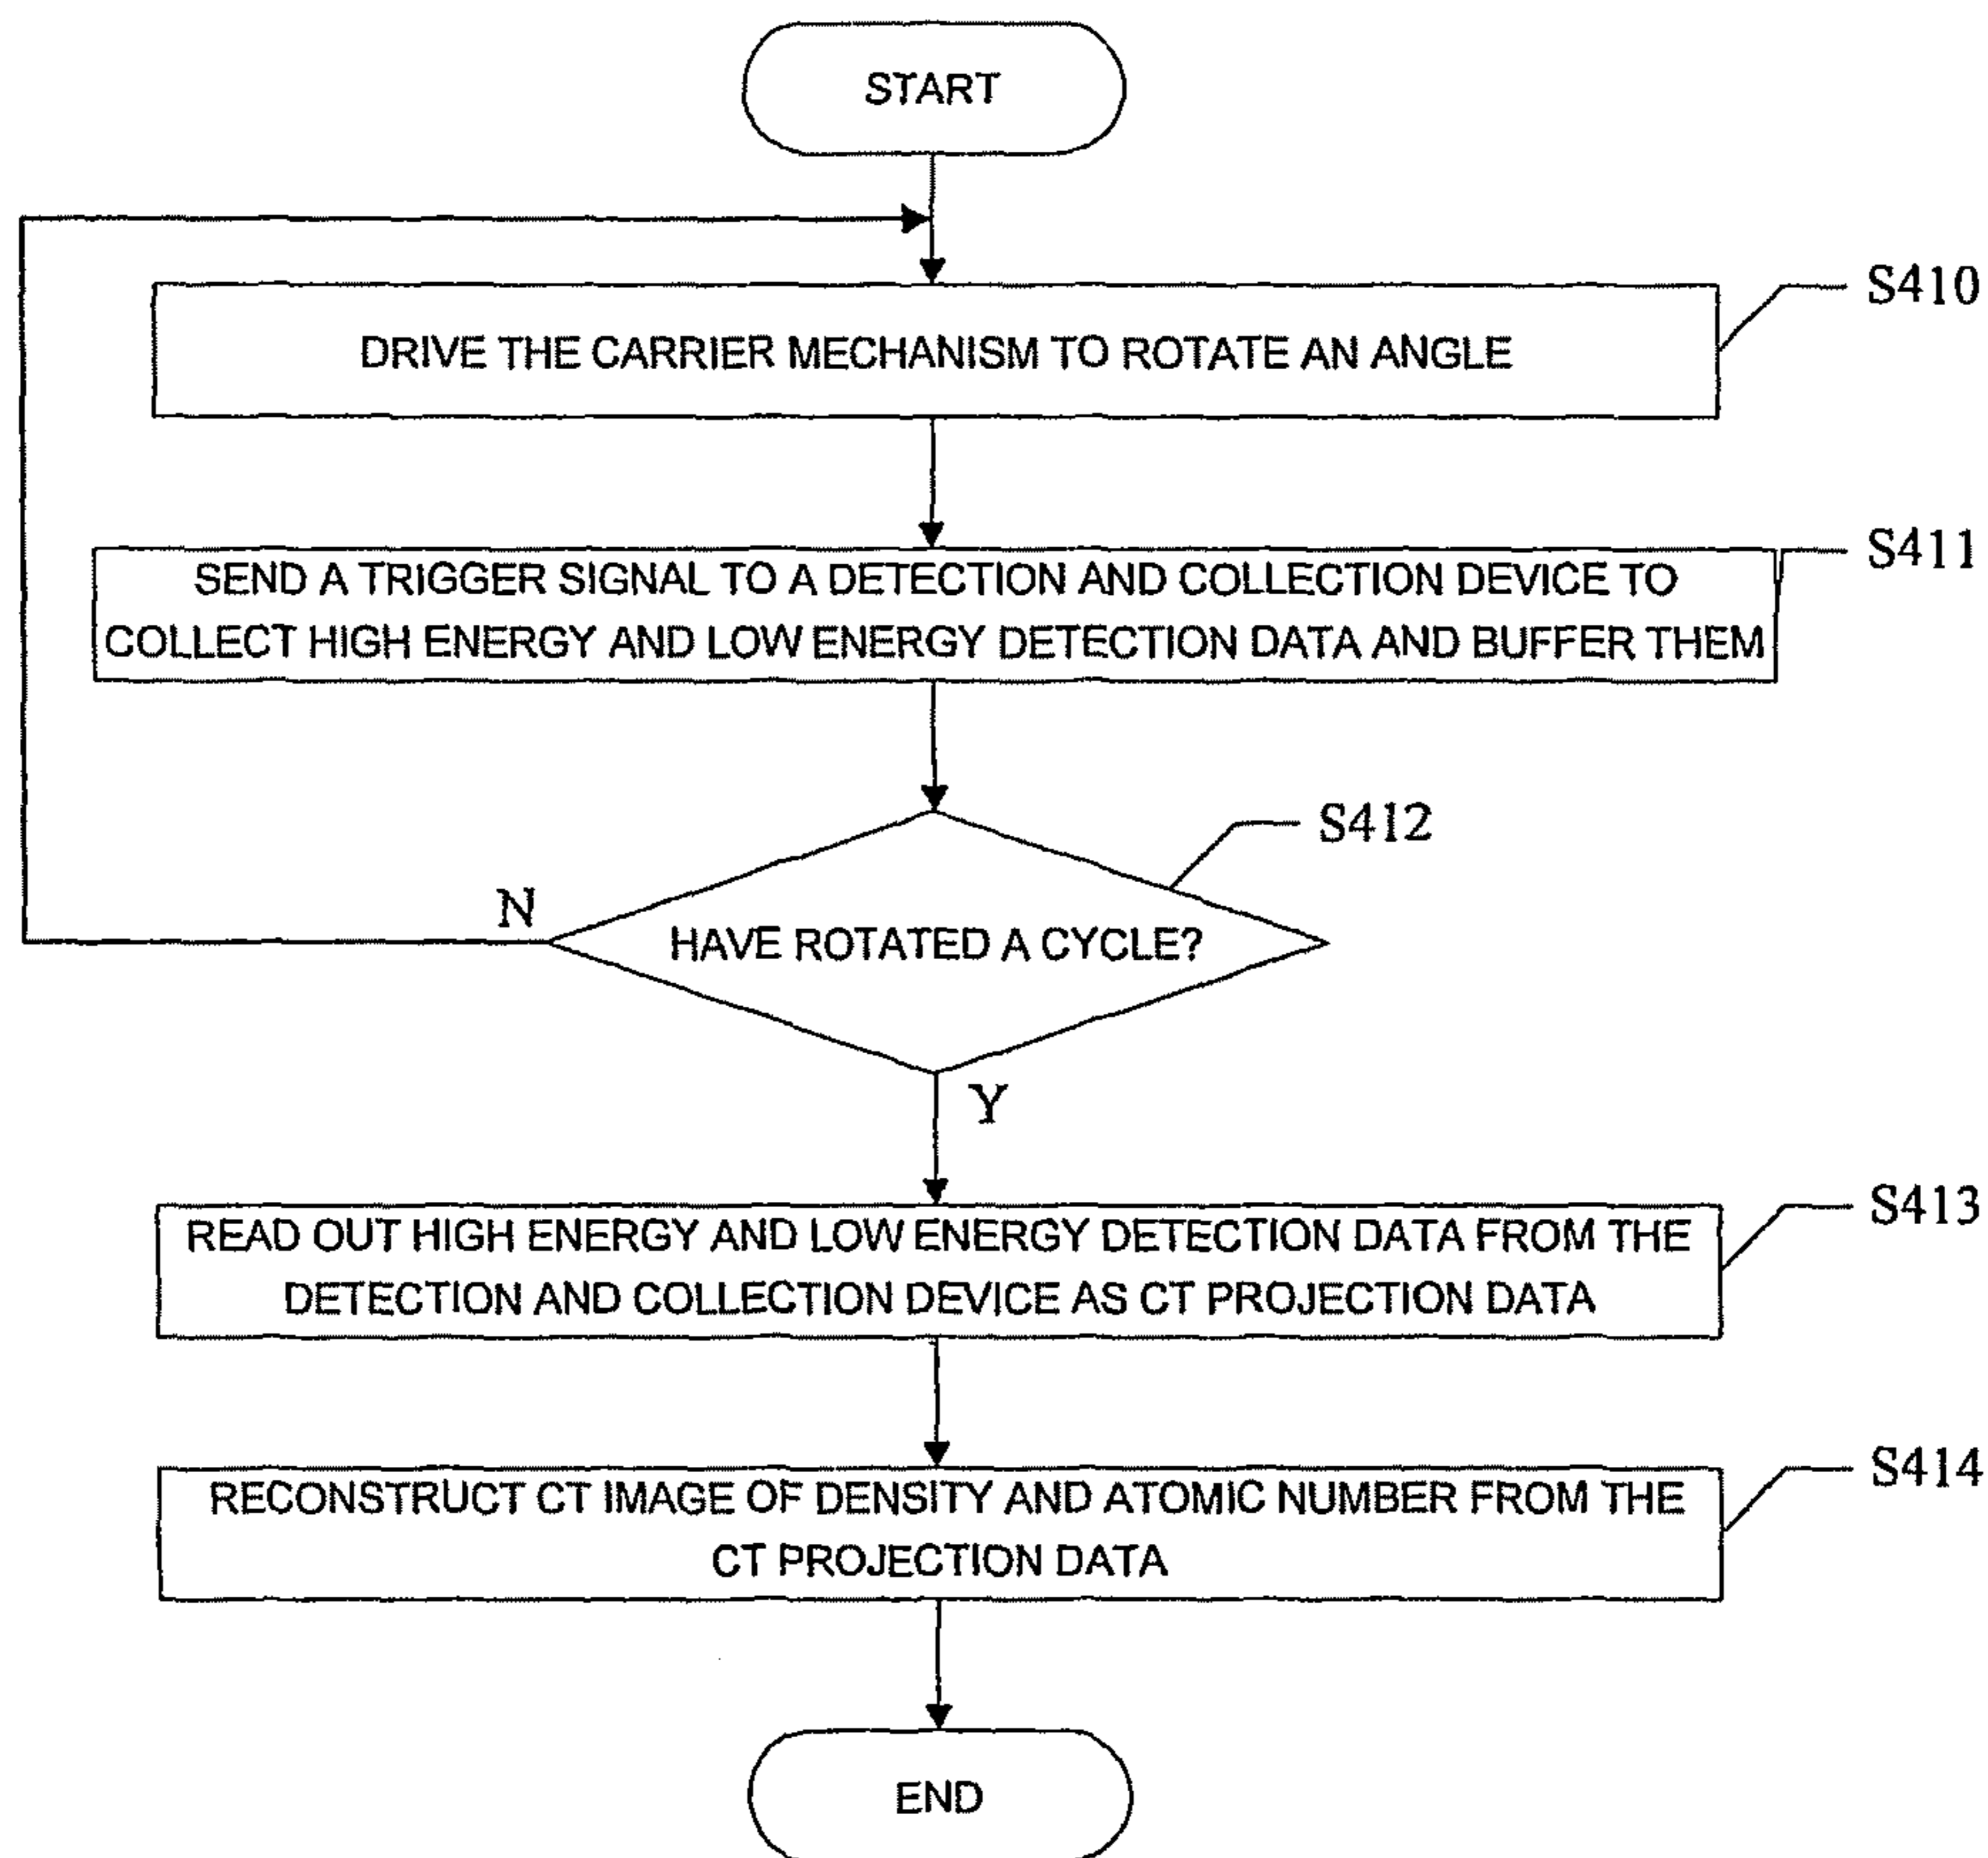 START
S410
DRIVE THE CARRIER MECHANISM TO ROTATE AN ANGLE
S411
SEND A TRIGGER SIGNAL TO A DETECTION AND COLLECTION DEVICE TO
COLLECT HIGH ENERGY AND LOW ENERGY DETECTION DATA AND BUFFER THEM
S412
N
HAVE ROTATED A CYCLE?
Y
S413
READ OUT HIGH ENERGY AND LOW ENERGY DETECTION DATA FROM THE
DETECTION AND COLLECTION DEVICE AS CT PROJECTION DATA
S414
RECONSTRUCT CT IMAGE OF DENSITY AND ATOMIC NUMBER FROM THE
CT PROJECTION DATA
END